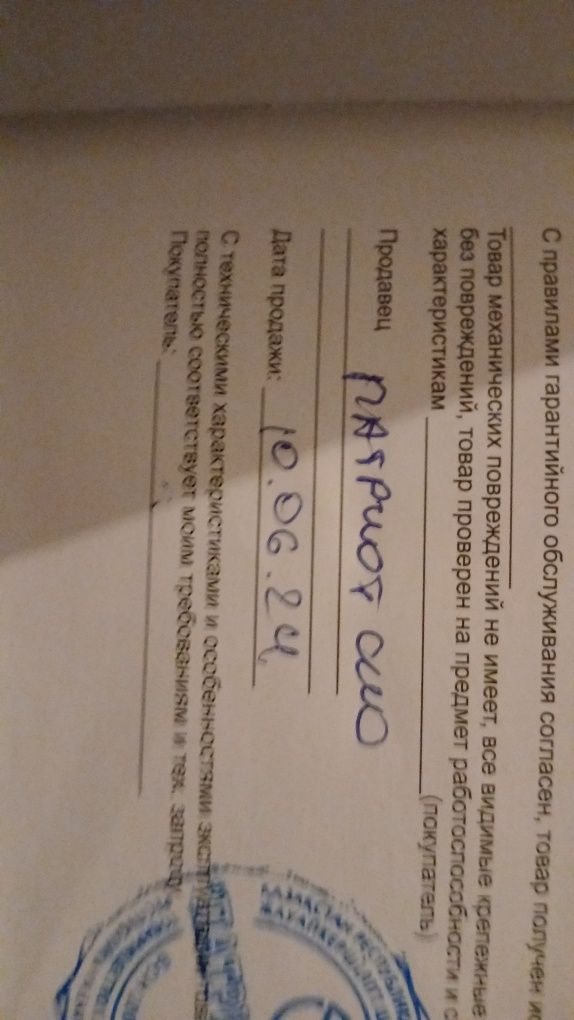 С правилами гарантийного обслуживания согласен, товар получен ис
Товар механических повреждений не имеет, все видимые крепежные
без повреждений, товар проверен на предмет работоспособности и с
характеристикам (покупатель)
Продавец Патриот
Дата продажи: 10.06.24
С техническими характеристиками и особенностями
полностью соответствует моим требованиям и тех. запросу
Покупатель: